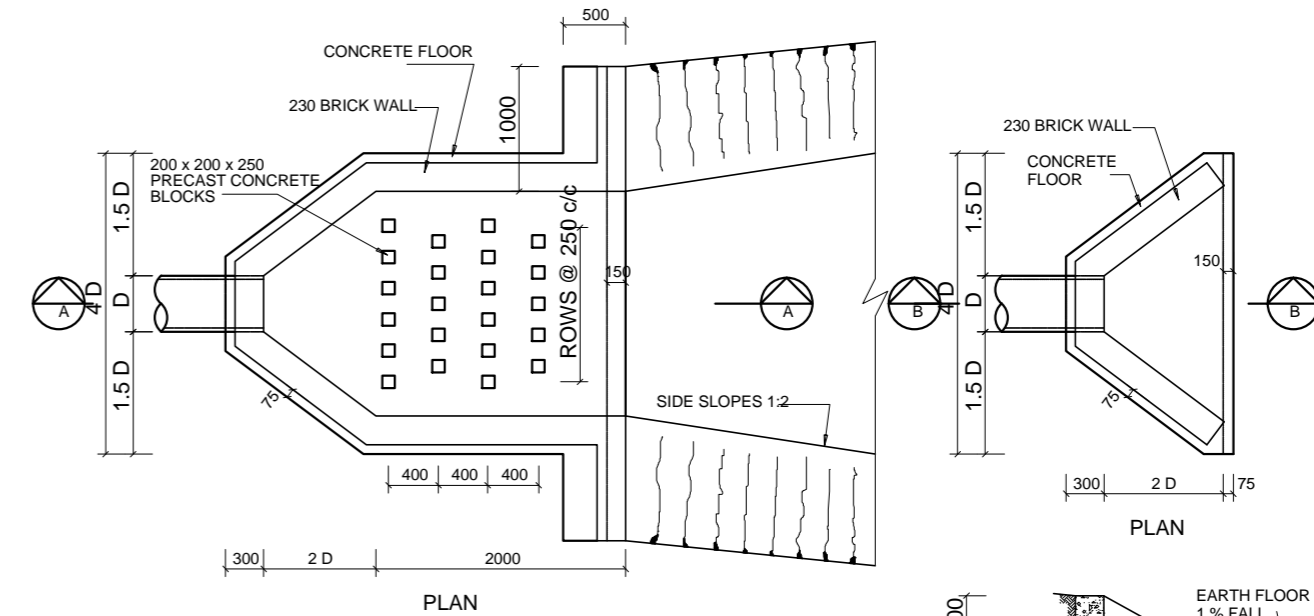 500
CONCRETE FLOOR
230 BRICK WALL
1000
200 x 200 x 250
PRECAST CONCRETE
BLOCKS
1.5 D
4 D
D
1.5 D
A
ROWS @ 250 c/c
150
A
75
SIDE SLOPES 1:2
400
400
400
300
2 D
2000
PLAN
230 BRICK WALL
CONCRETE
FLOOR
1.5 D
4 D
D
1.5 D
B
150
B
75
300
2 D
75
PLAN
EARTH FLOOR
1 % FALL